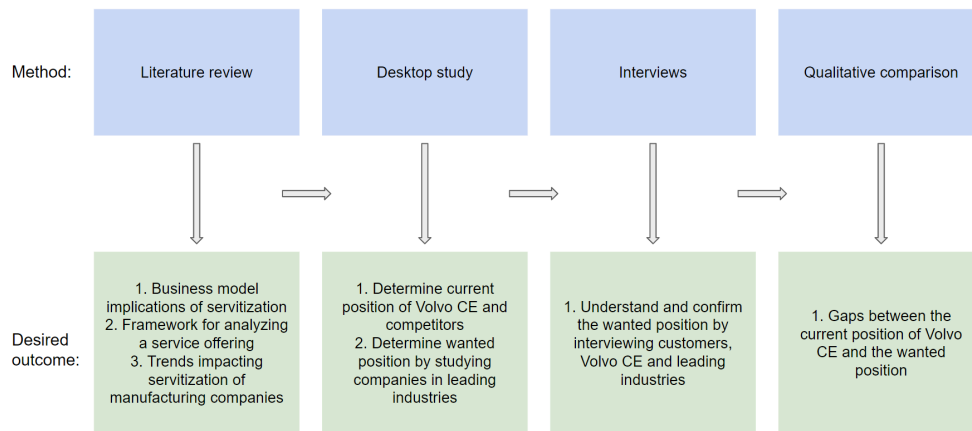 Method:
Literature review
Desktop study
Interviews
Qualitative comparison
Desired
outcome:
1. Business model
implications of servitization
2. Framework for analyzing
a service offering
3. Trends impacting
servitization of
manufacturing companies
1. Determine current
position of Volvo CE and
competitors
2. Determine wanted
position by studying
companies in leading
industries
1. Understand and confirm
the wanted position by
interviewing customers,
Volvo CE and leading
industries
1. Gaps between the
current position of Volvo
CE and the wanted
position